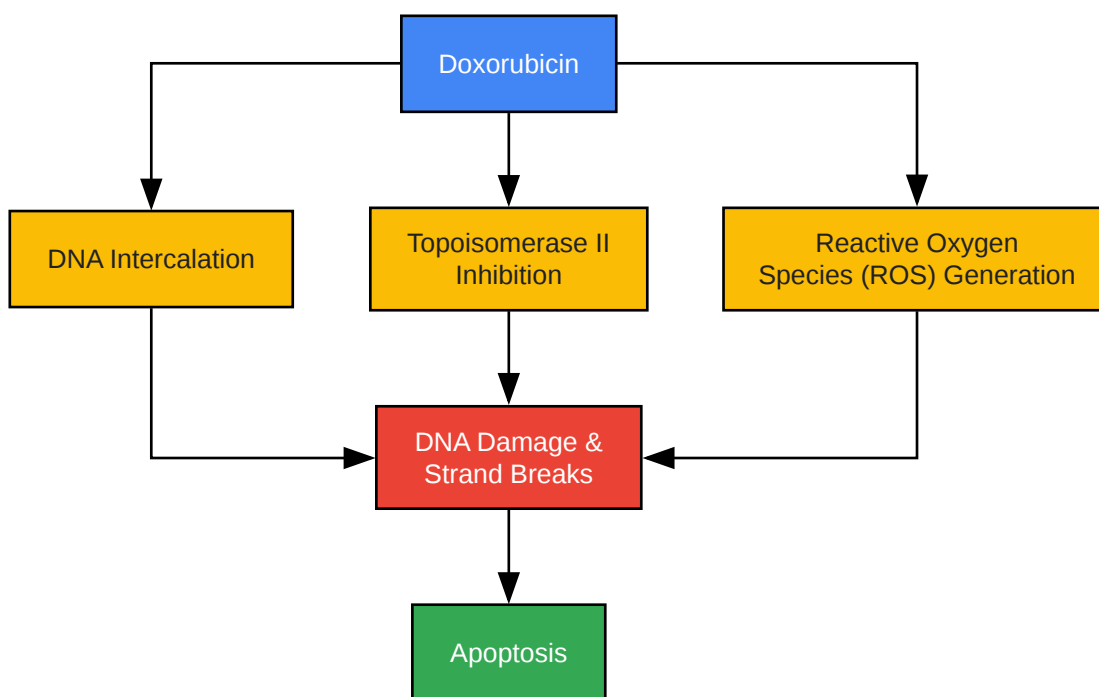 Doxorubicin
DNA Intercalation
Topoisomerase II
Inhibition
Reactive Oxygen
Species (ROS) Generation
DNA Damage &
Strand Breaks
Apoptosis